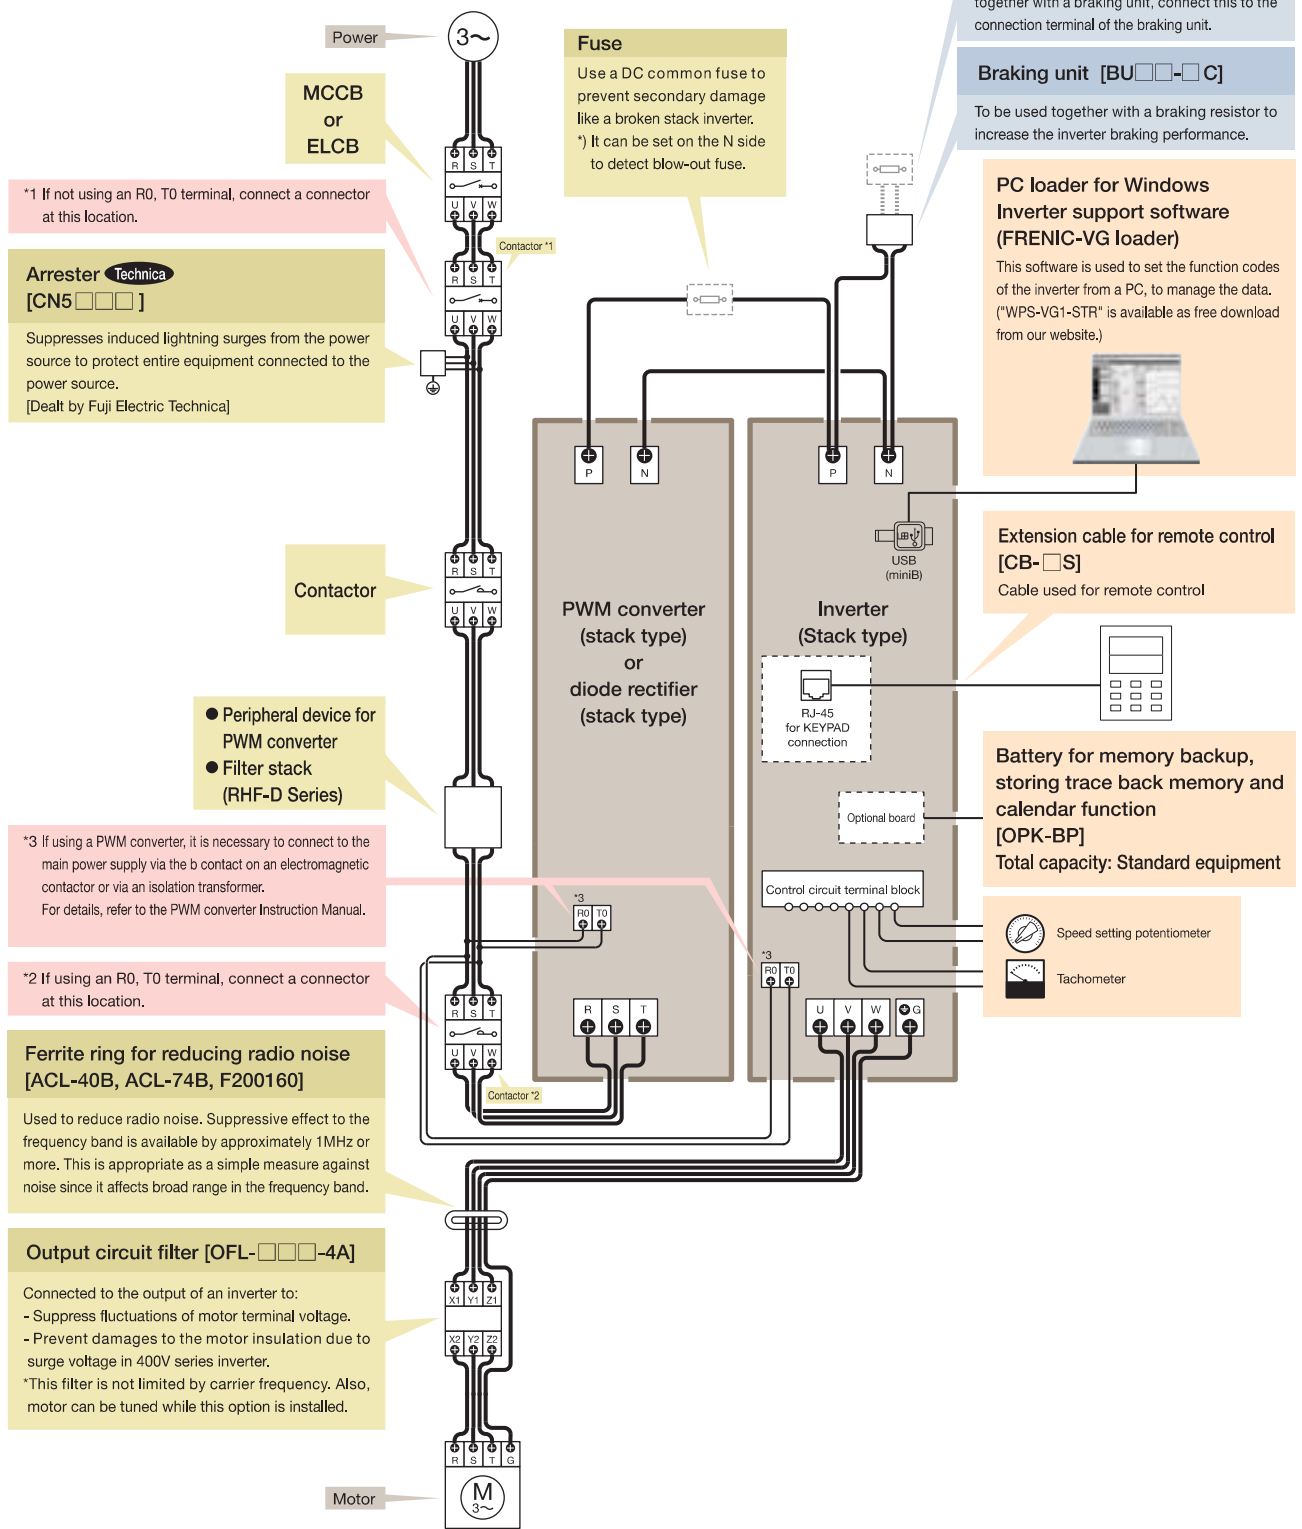 together with a braking unit, connect this to the
connection terminal of the braking unit.
Braking unit [BU□□-□C]
To be used together with a braking resistor to
increase the inverter braking performance.
Power
3~
Fuse
Use a DC common fuse to
prevent secondary damage
like a broken stack inverter.
*) It can be set on the N side
to detect blow-out fuse.
MCCB
or
ELCB
R S T
U V W
*1 If not using an R0, T0 terminal, connect a connector
at this location.
Contactor *1
R S T
U V W
Arrester Technica
[CN5□□□ ]
Suppresses induced lightning surges from the power
source to protect entire equipment connected to the
power source.
[Dealt by Fuji Electric Technica]
PC loader for Windows
Inverter support software
(FRENIC-VG loader)
This software is used to set the function codes
of the inverter from a PC, to manage the data.
("WPS-VG1-STR" is available as free download
from our website.)
P N
P N
USB
(miniB)
Extension cable for remote control
[CB-□S]
Cable used for remote control
Contactor
R S T
U V W
PWM converter
(stack type)
or
diode rectifier
(stack type)
Inverter
(Stack type)
RJ-45
for KEYPAD
connection
● Peripheral device for
PWM converter
● Filter stack
(RHF-D Series)
Battery for memory backup,
storing trace back memory and
calendar function
[OPK-BP]
Total capacity: Standard equipment
Optional board
*3 If using a PWM converter, it is necessary to connect to the
main power supply via the b contact on an electromagnetic
contactor or via an isolation transformer.
For details, refer to the PWM converter Instruction Manual.
Control circuit terminal block
*3
R0 T0
Speed setting potentiometer
Tachometer
*3
R0 T0
*2 If using an R0, T0 terminal, connect a connector
at this location.
R S T
U V W
Contactor *2
R S T
U V W G
Ferrite ring for reducing radio noise
[ACL-40B, ACL-74B, F200160]
Used to reduce radio noise. Suppressive effect to the
frequency band is available by approximately 1MHz or
more. This is appropriate as a simple measure against
noise since it affects broad range in the frequency band.
Output circuit filter [OFL-□□□-4A]
Connected to the output of an inverter to:
- Suppress fluctuations of motor terminal voltage.
- Prevent damages to the motor insulation due to
surge voltage in 400V series inverter.
*This filter is not limited by carrier frequency. Also,
motor can be tuned while this option is installed.
X1 Y1 Z1
X2 Y2 Z2
R S T G
Motor
M
3~